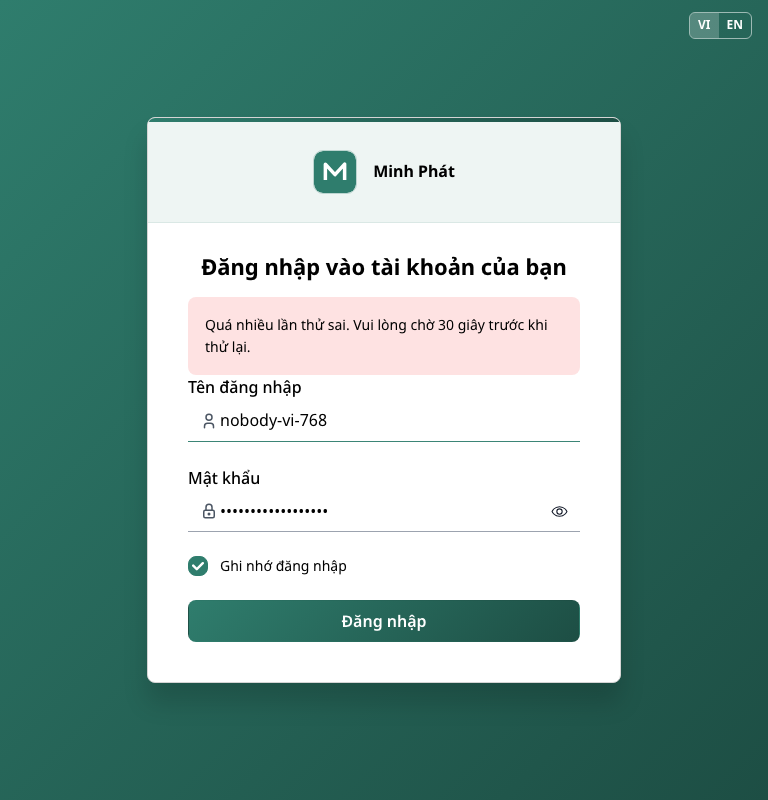 VI EN
Minh Phát
Đăng nhập vào tài khoản của bạn
Quá nhiều lần thử sai. Vui lòng chờ 30 giây trước khi
thử lại.
Tên đăng nhập
nobody-vi-768
Mật khẩu
••••••••••••••••••
Ghi nhớ đăng nhập
Đăng nhập